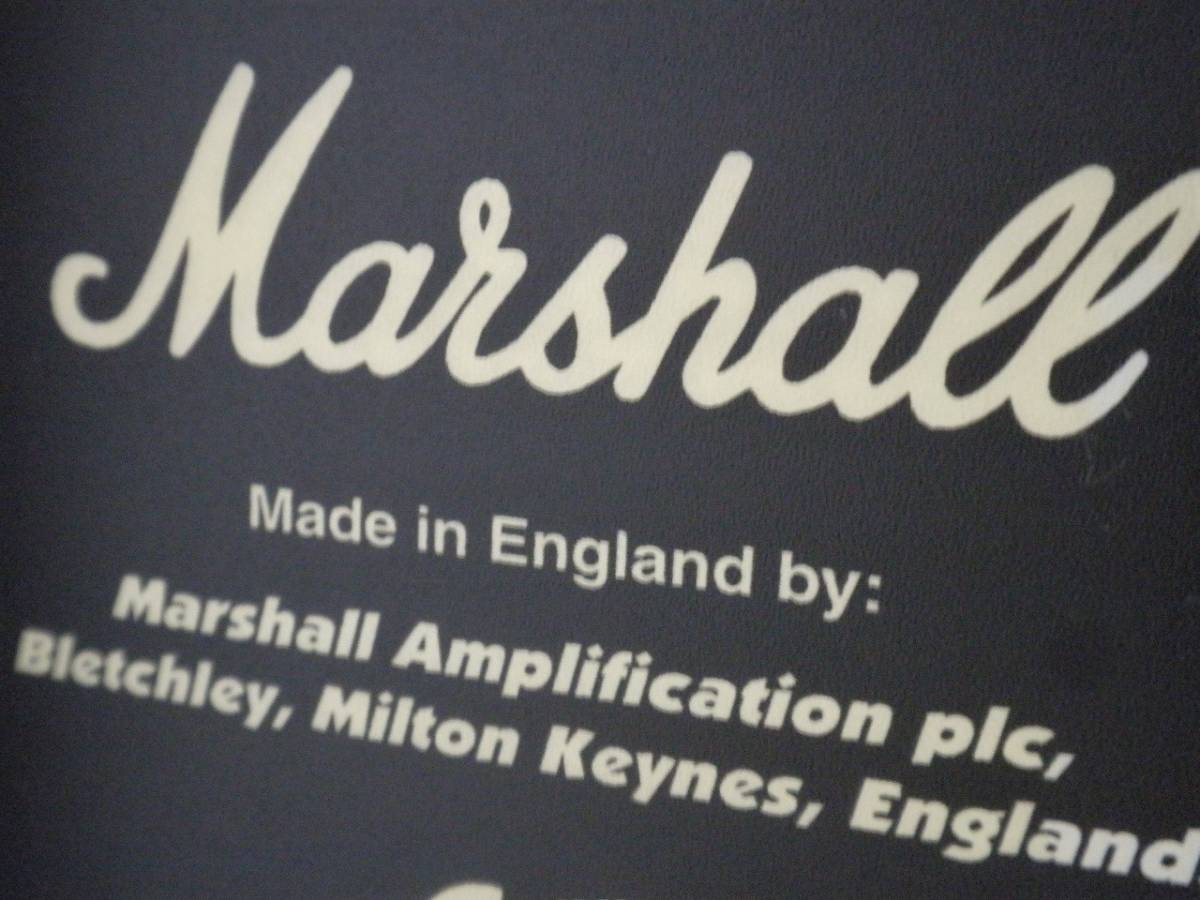 Marshall
Made in England by:
Marshall Amplification plc,
Bletchley, Milton Keynes, England.